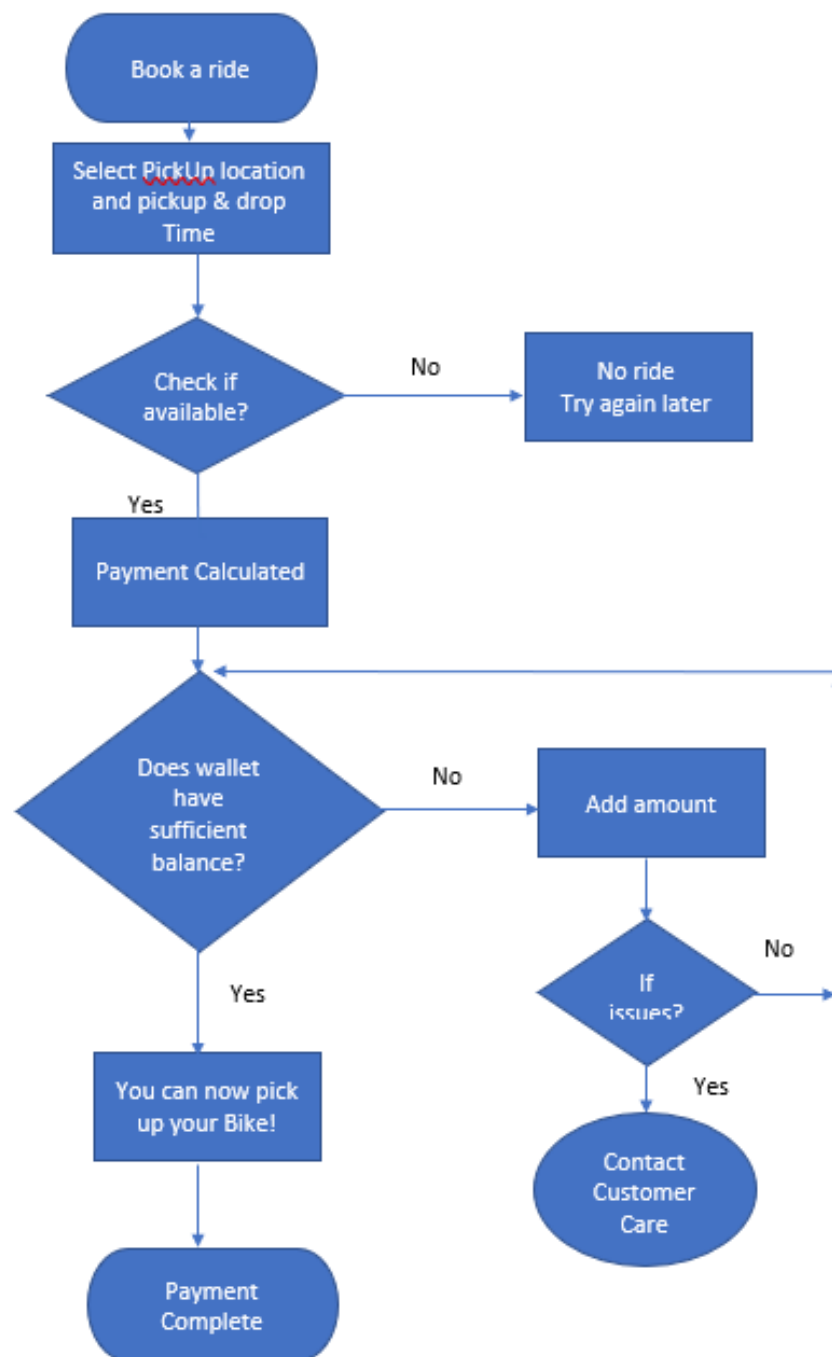 Book a ride
Select PickUp location
and pickup & drop
Time
Check if
available?
No
No ride
Try again later
Yes
Payment Calculated
Does wallet
have
sufficient
balance?
No
Add amount
If
issues?
No
Yes
Yes
You can now pick
up your Bike!
Contact
Customer
Care
Payment
Complete